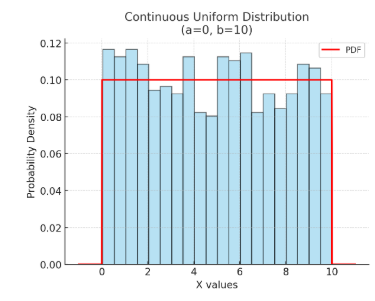 Continuous Uniform Distribution
(a=0, b=10)
PDF
Probability Density
0.12
0.10
0.08
0.06
0.04
0.02
0.00
0 2 4 6 8 10
X values